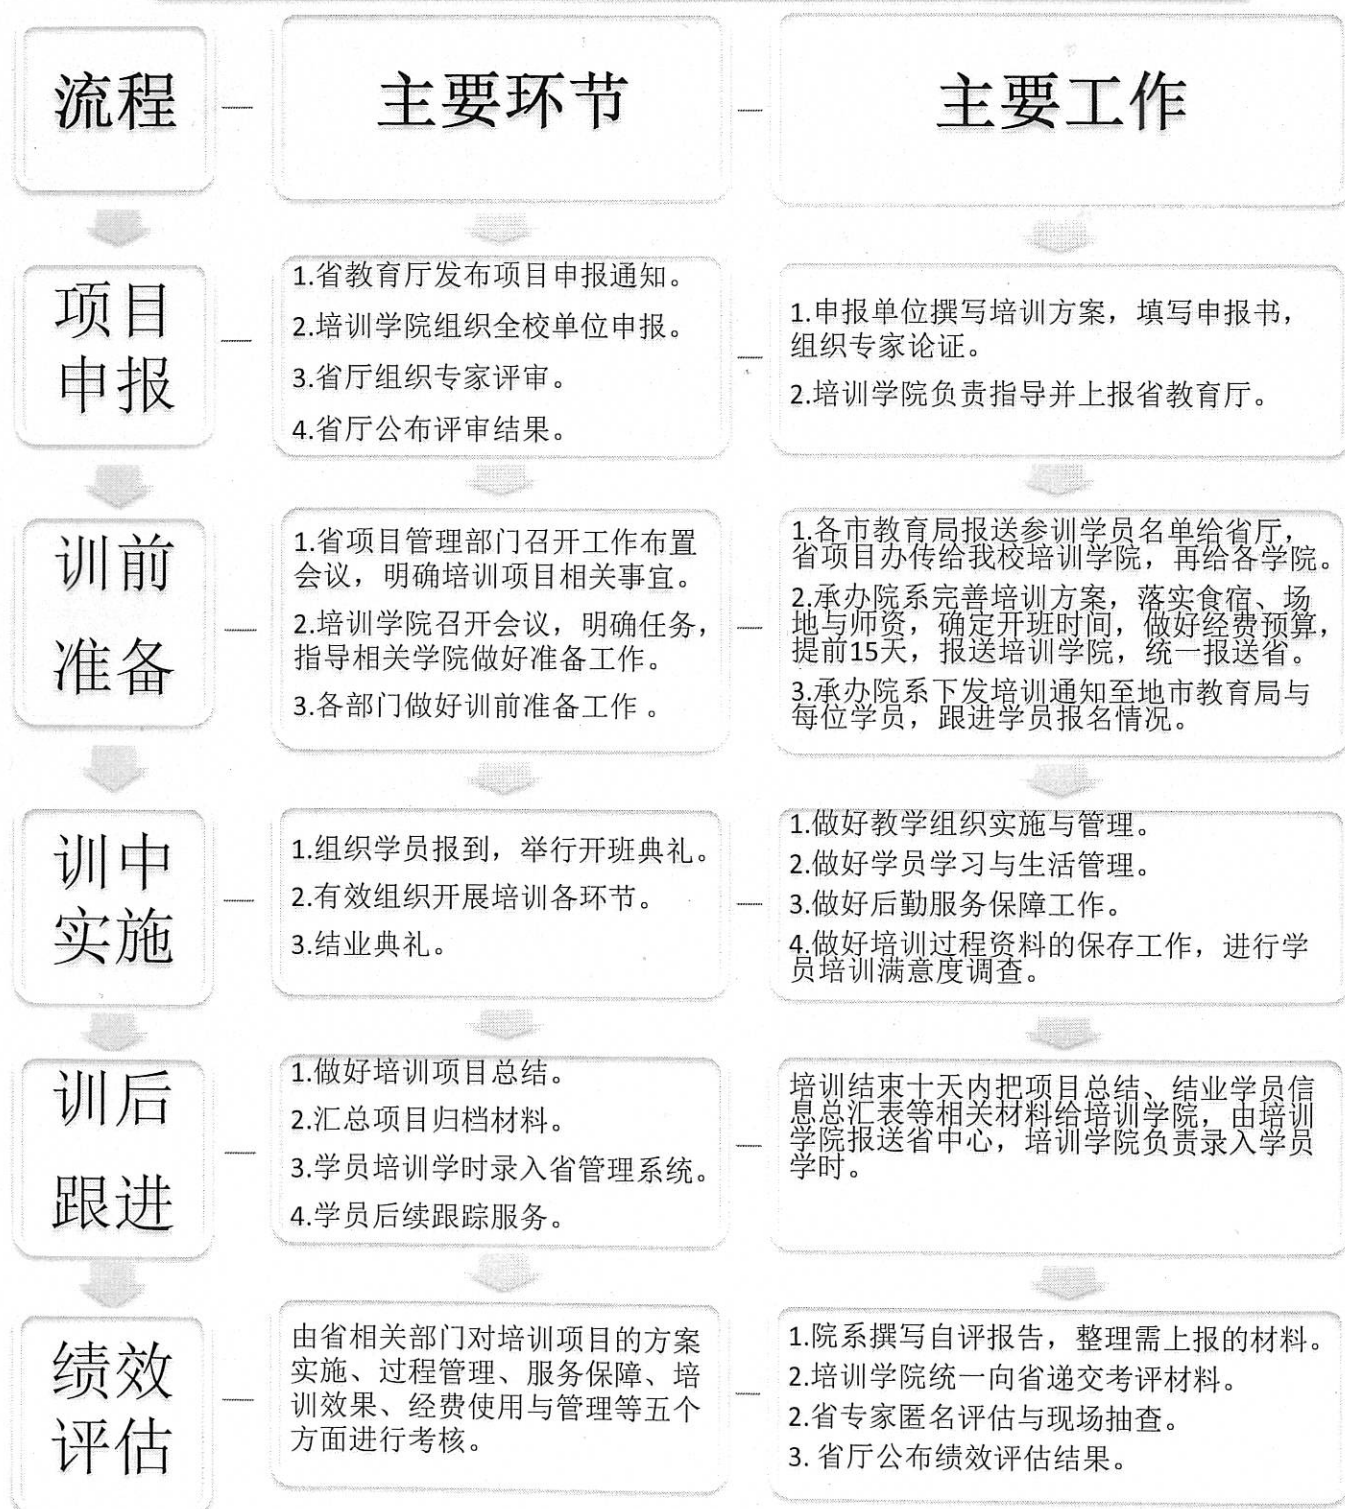 流程
主要环节
主要工作
项目
申报
1.省教育厅发布项目申报通知。
2.培训学院组织全校单位申报。
3.省厅组织专家评审。
4.省厅公布评审结果。
1.申报单位撰写培训方案，填写申报书，
组织专家论证。
2.培训学院负责指导并上报省教育厅。
训前
准备
1.省项目管理部门召开工作布置
会议，明确培训项目相关事宜。
2.培训学院召开会议，明确任务，
指导相关学院做好准备工作。
3.各部门做好训前准备工作 。
1.各市教育局报送参训学员名单给省厅，
省项目办传给我校培训学院，再给各学院。
2.承办院系完善培训方案，落实食宿、场
地与师资，确定开班时间，做好经费预算，
提前15天，报送培训学院，统一报送省。
3.承办院系下发培训通知至地市教育局与
每位学员，跟进学员报名情况。
训中
实施
1.组织学员报到，举行开班典礼。
2.有效组织开展培训各环节。
3.结业典礼。
1.做好教学组织实施与管理。
2.做好学员学习与生活管理。
3.做好后勤服务保障工作。
4.做好培训过程资料的保存工作，进行学
员培训满意度调查。
训后
跟进
1.做好培训项目总结。
2.汇总项目归档材料。
3.学员培训学时录入省管理系统。
4.学员后续跟踪服务。
培训结束十天内把项目总结、结业学员信
息总汇表等相关材料给培训学院，由培训
学院报送省中心，培训学院负责录入学员
学时。
绩效
评估
由省相关部门对培训项目的方案
实施、过程管理、服务保障、培
训效果、经费使用与管理等五个
方面进行考核。
1.院系撰写自评报告，整理需上报的材料。
2.培训学院统一向省递交考评材料。
2.省专家匿名评估与现场抽查。
3. 省厅公布绩效评估结果。